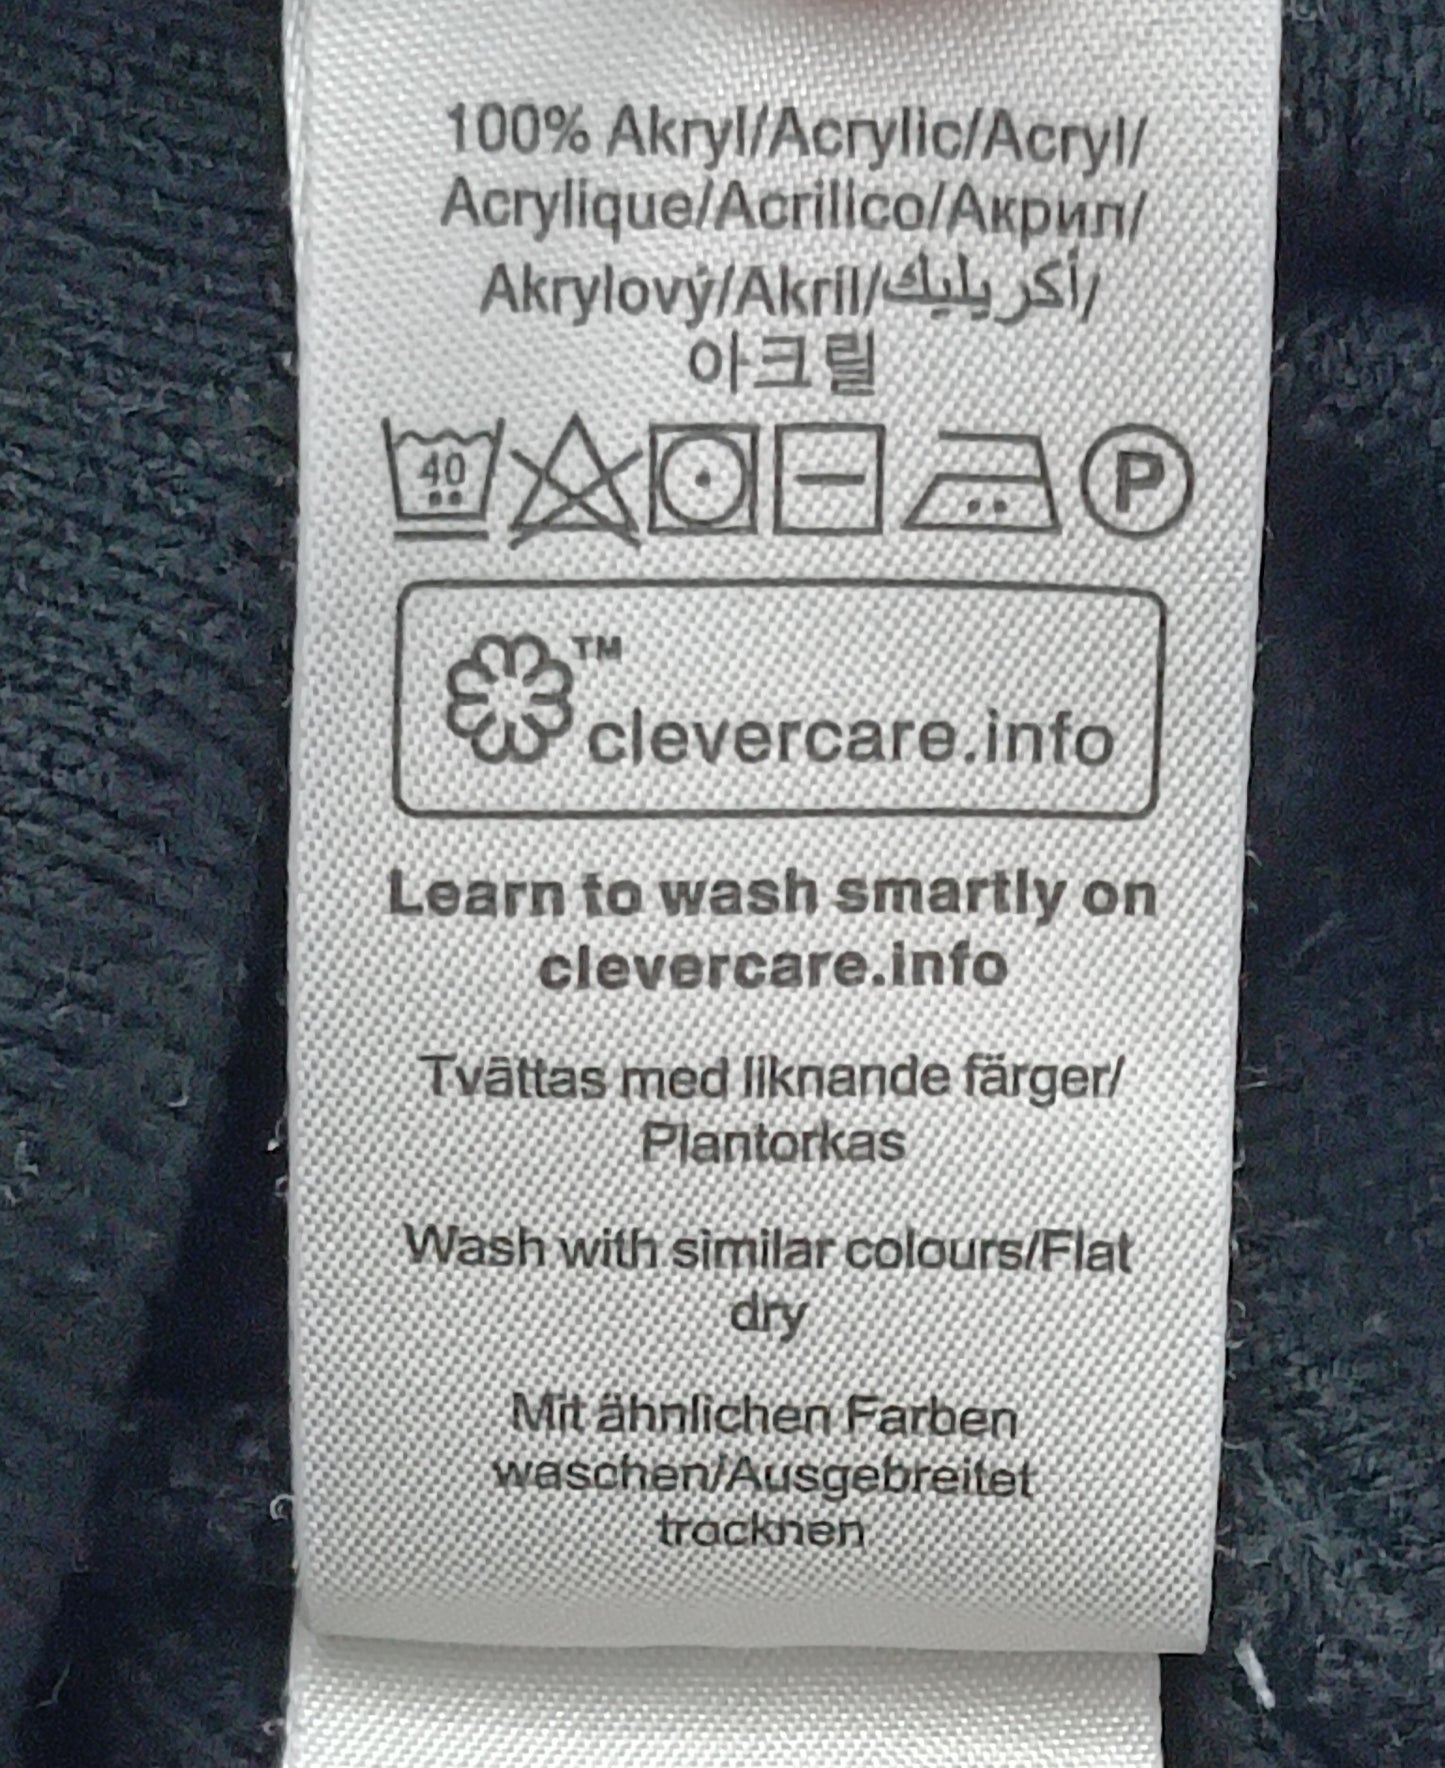 100% Akryl/Acrylic/Acryl/
Acrylique/Acrilico/Акрил/
Akrylový/Akril/أكريليك/
아크릴
40
P
TM
clevercare.info
Learn to wash smartly on
clevercare.info
Tvättas med liknande färger/
Plantorkas
Wash with similar colours/Flat
dry
Mit ähnlichen Farben
waschen/Ausgebreitet
trocknen